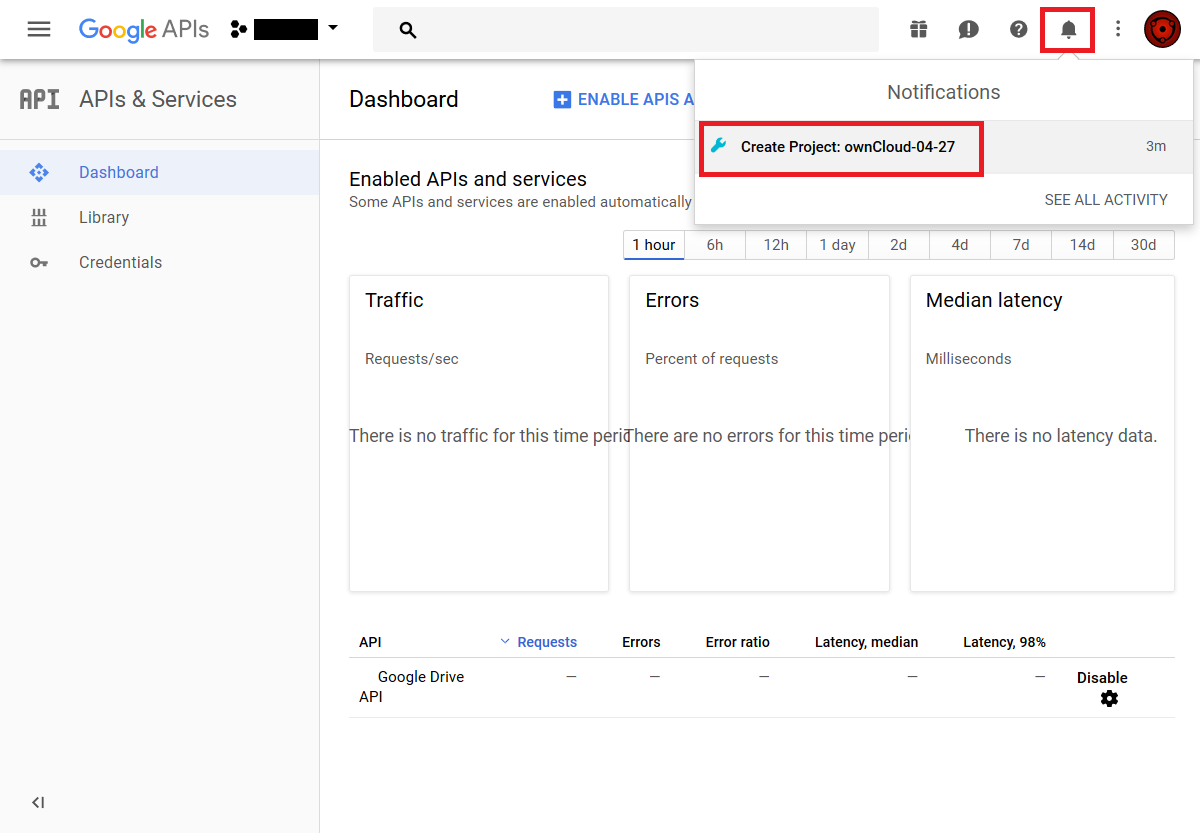 Google APIs
API APIs & Services
Dashboard
ENABLE APIS A
Notifications
Create Project: ownCloud-04-27
3m
SEE ALL ACTIVITY
Dashboard
Library
Credentials
Enabled APIs and services
Some APIs and services are enabled automatically
1 hour 6h 12h 1 day 2d 4d 7d 14d 30d
Traffic
Requests/sec
There is no traffic for this time peric
Errors
Percent of requests
There are no errors for this time peri
Median latency
Milliseconds
There is no latency data.
API Requests Errors Error ratio Latency, median Latency, 98%
Google Drive
API
— — — — —
Disable